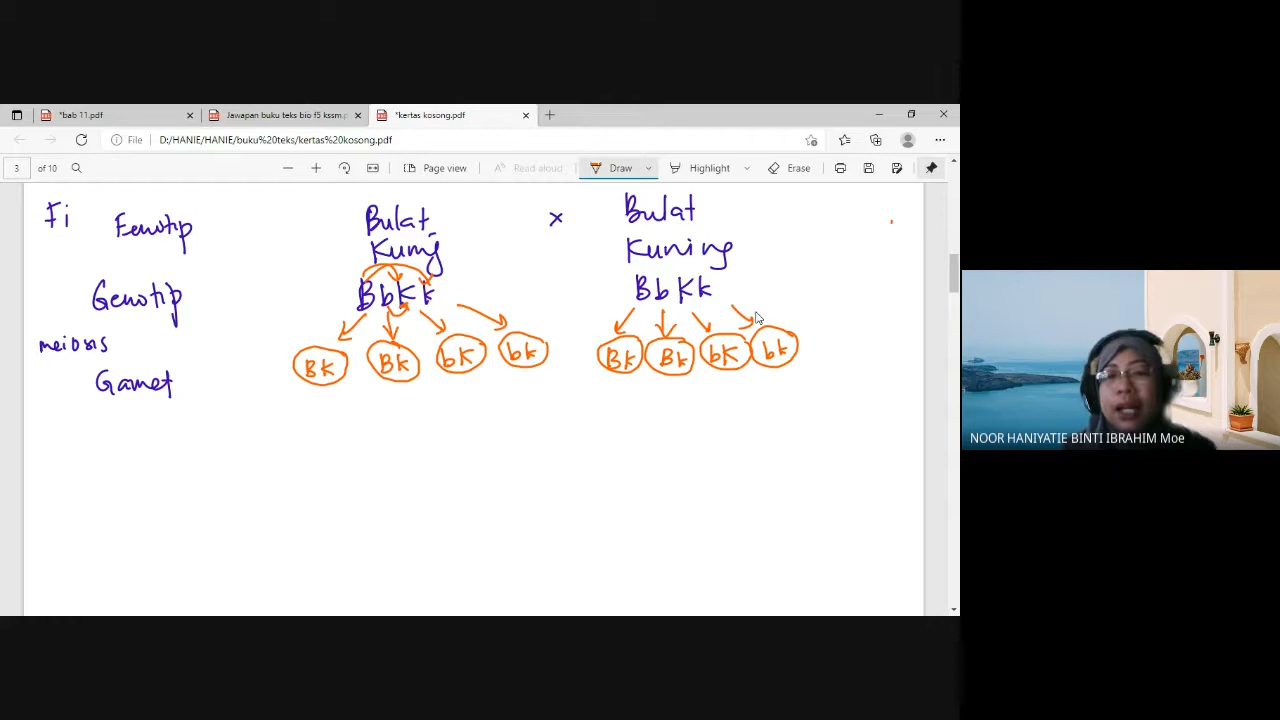 *bab 11.pdf
Jawapan buku teks bio f5 kssm.p
*kertas kosong.pdf
File
D:/HANIE/HANIE/buku%20teks/kertas%20kosong.pdf
3 of 10
Page view
Read aloud
Draw
Highlight
Erase
F1
Fenotip
Bulat
Kuning
x
Bulat
Kuning
Genotip
BbKk
BbKk
meiosis
Gamet
BK
Bk
bK
bk
BK
Bk
bK
bk
NOOR HANIYATIE BINTI IBRAHIM Moe